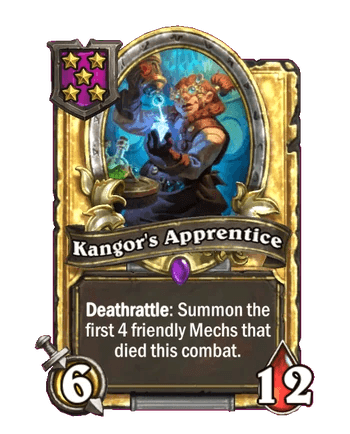 Kangor's Apprentice
Deathrattle: Summon the
first 4 friendly Mechs that
died this combat.
6
12